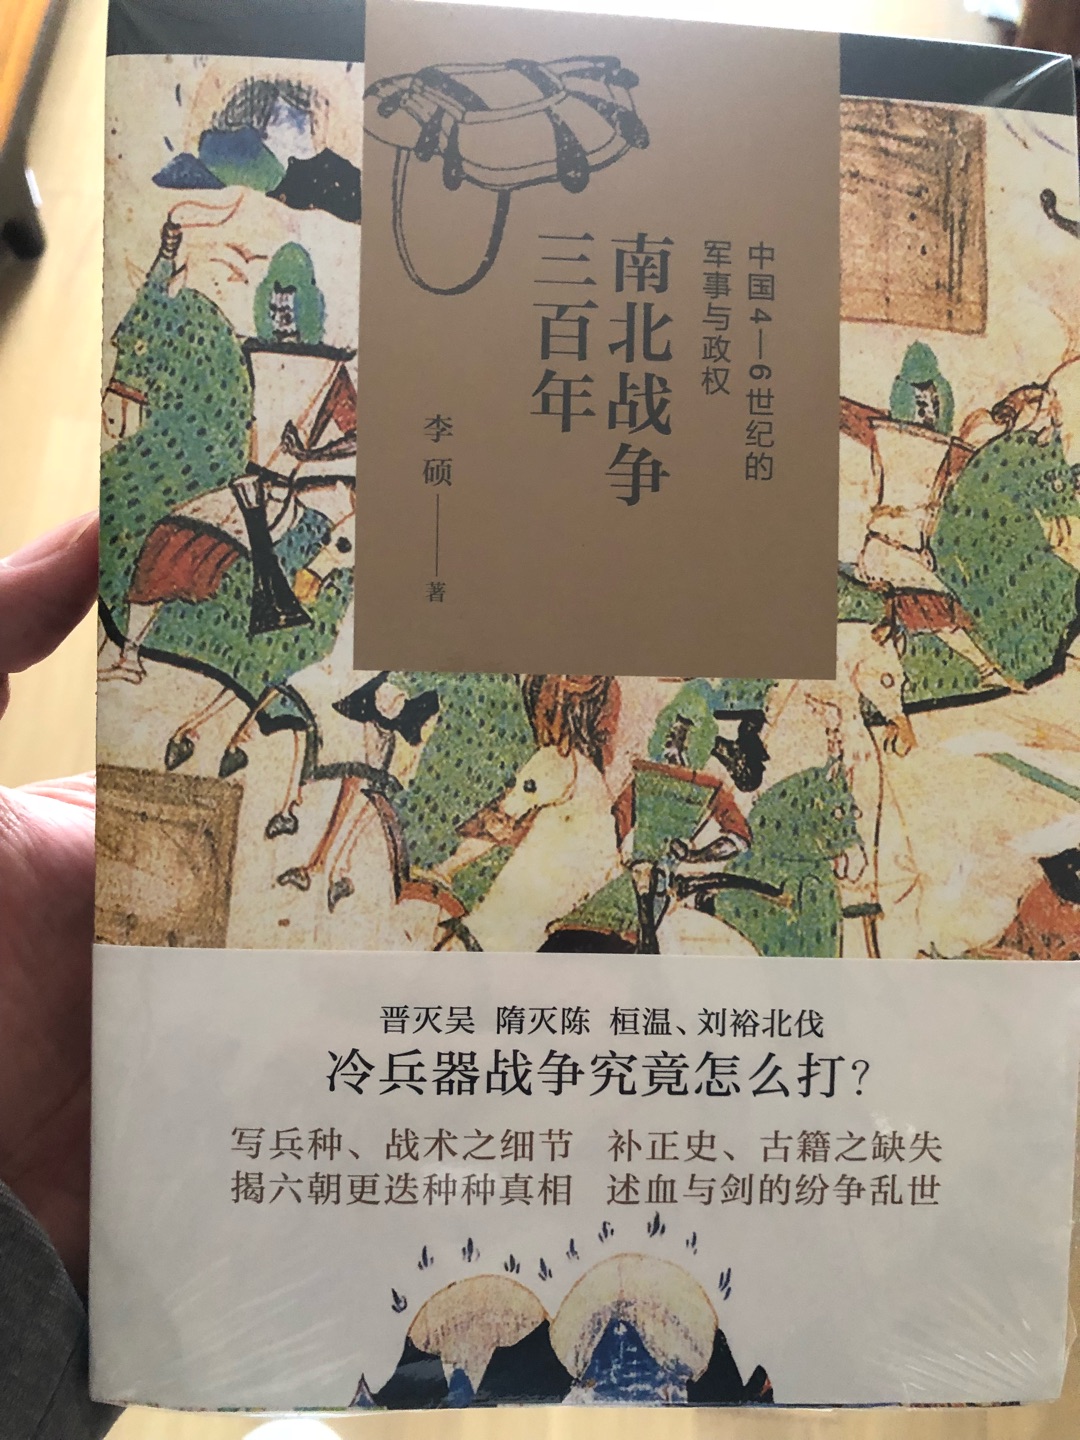 中国4—6世纪的
军事与政权
南北战争
三百年
李硕——著
晋灭吴 隋灭陈 桓温、刘裕北伐
冷兵器战争究竟怎么打?
写兵种、战术之细节 补正史、古籍之缺失
揭六朝更迭种种真相 述血与剑的纷争乱世